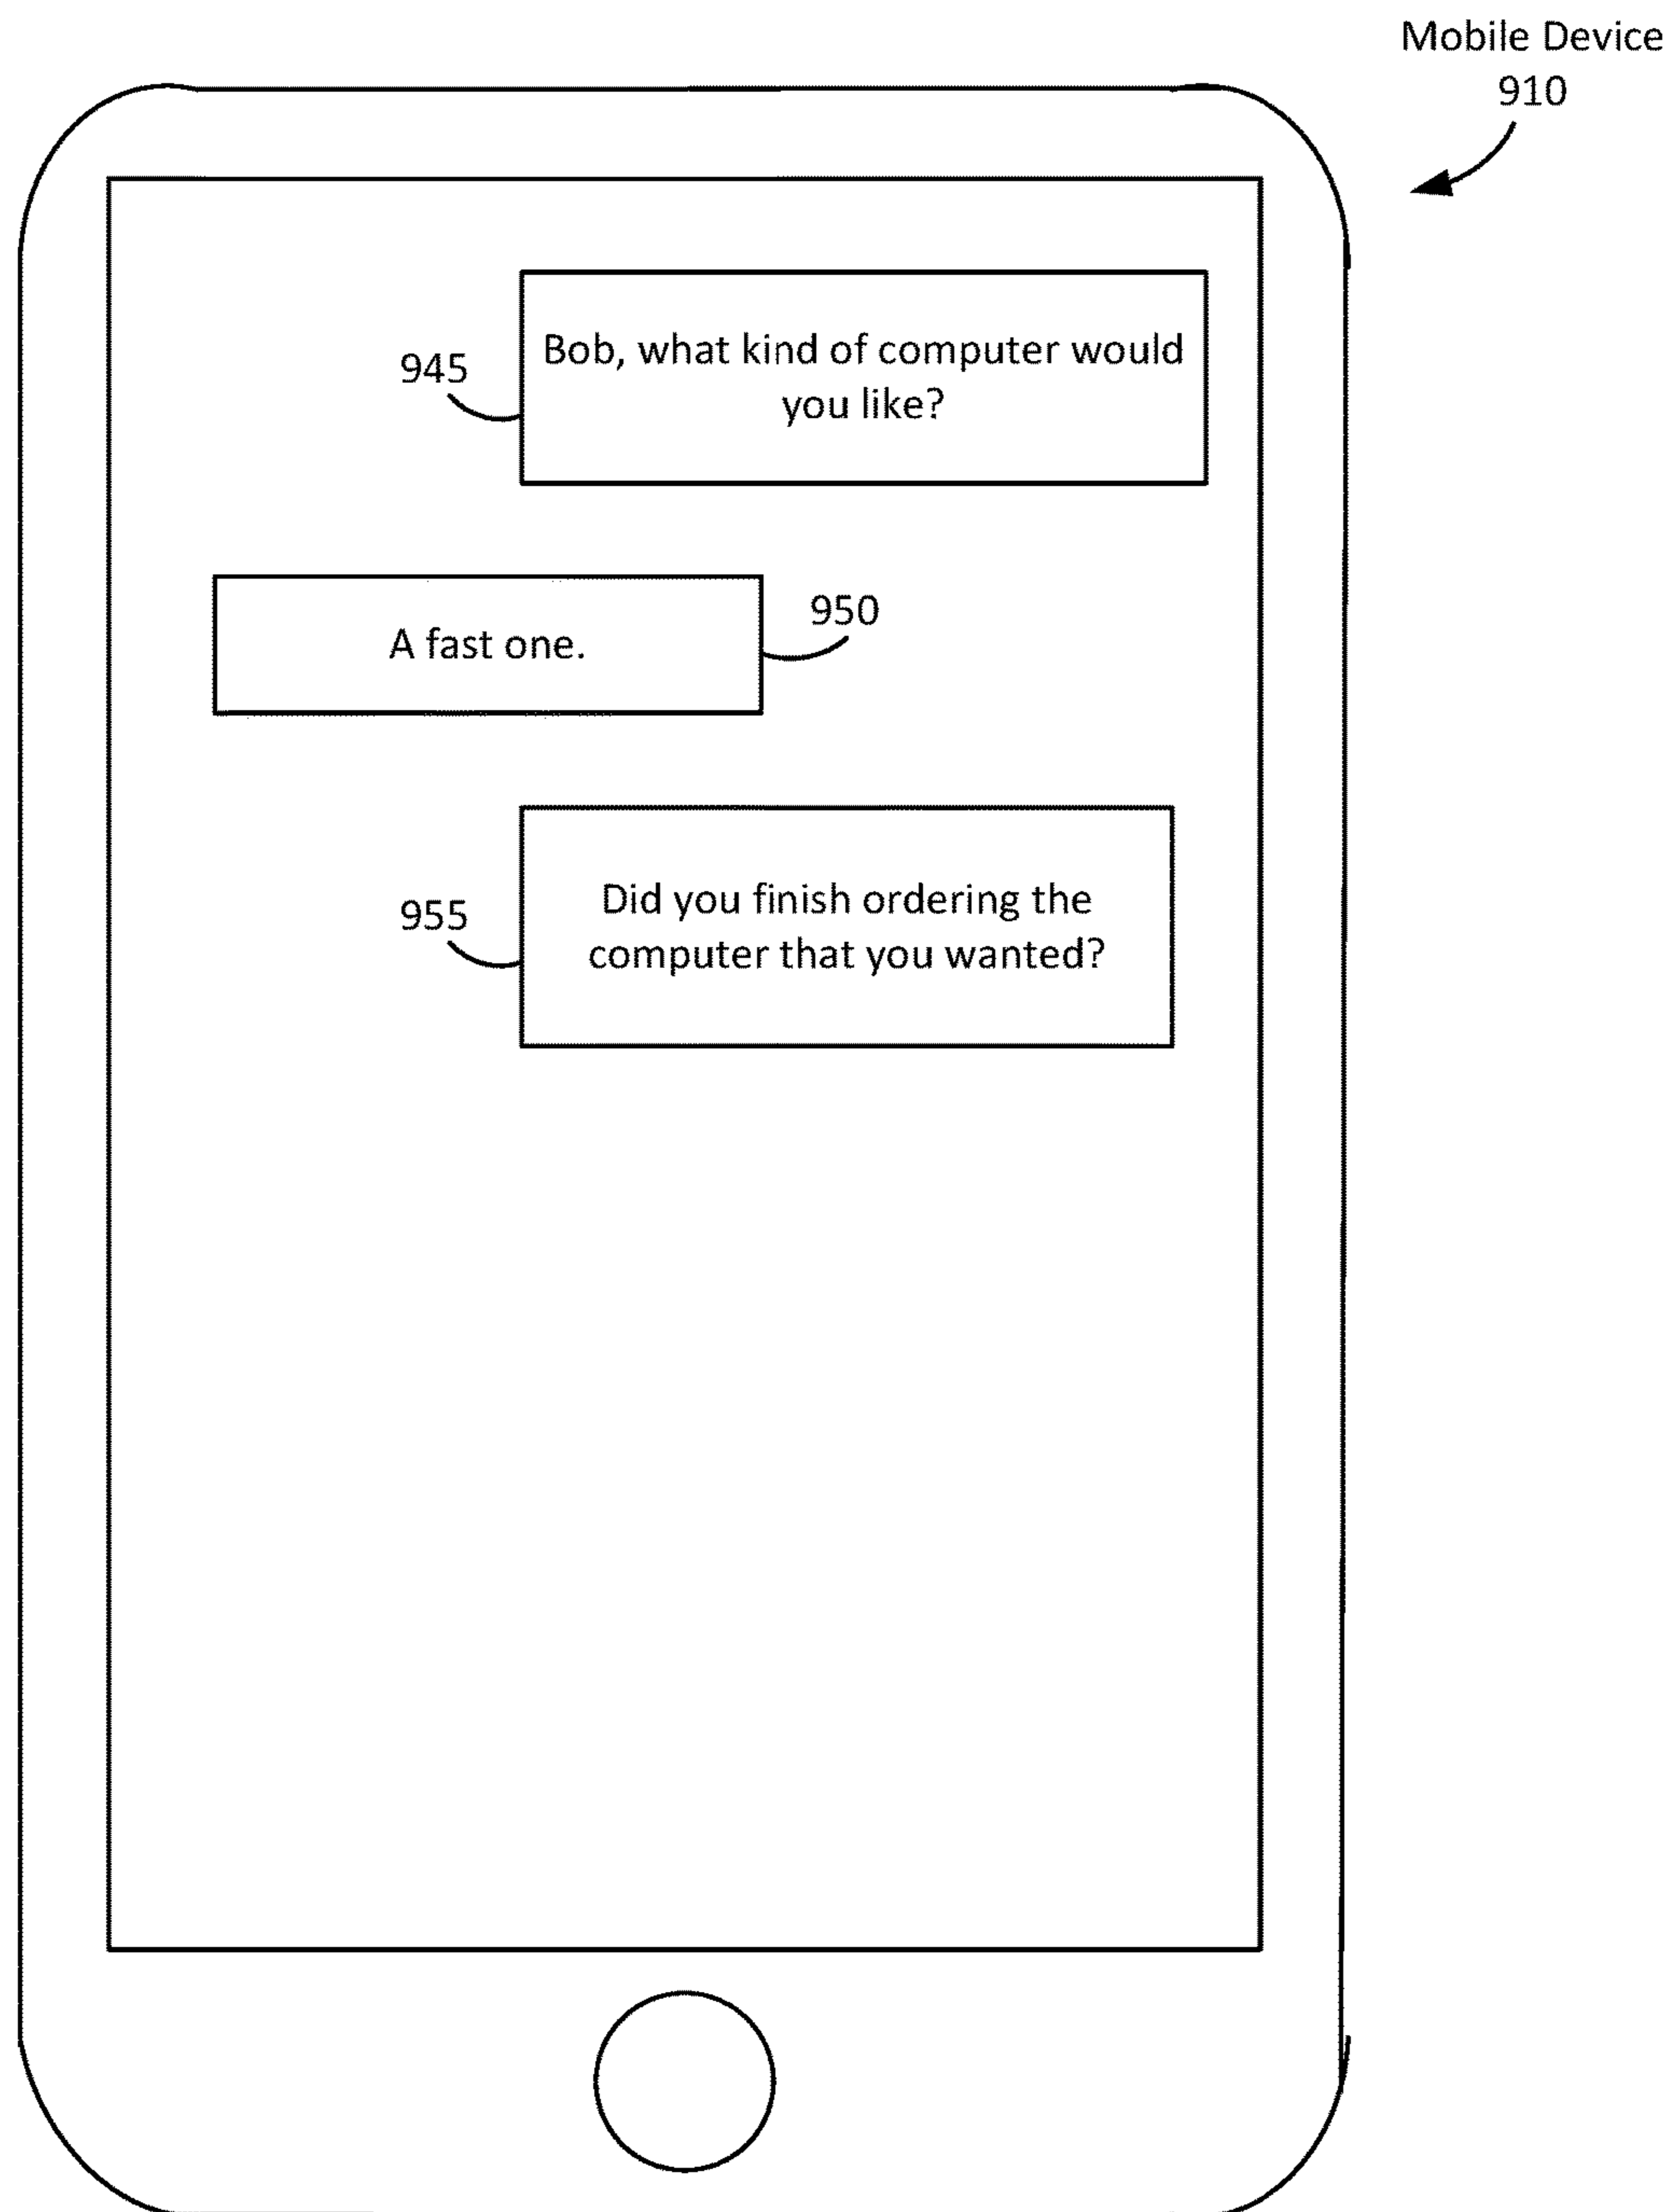 Mobile Device
910
945
Bob, what kind of computer would
you like?
A fast one.
950
955
Did you finish ordering the
computer that you wanted?